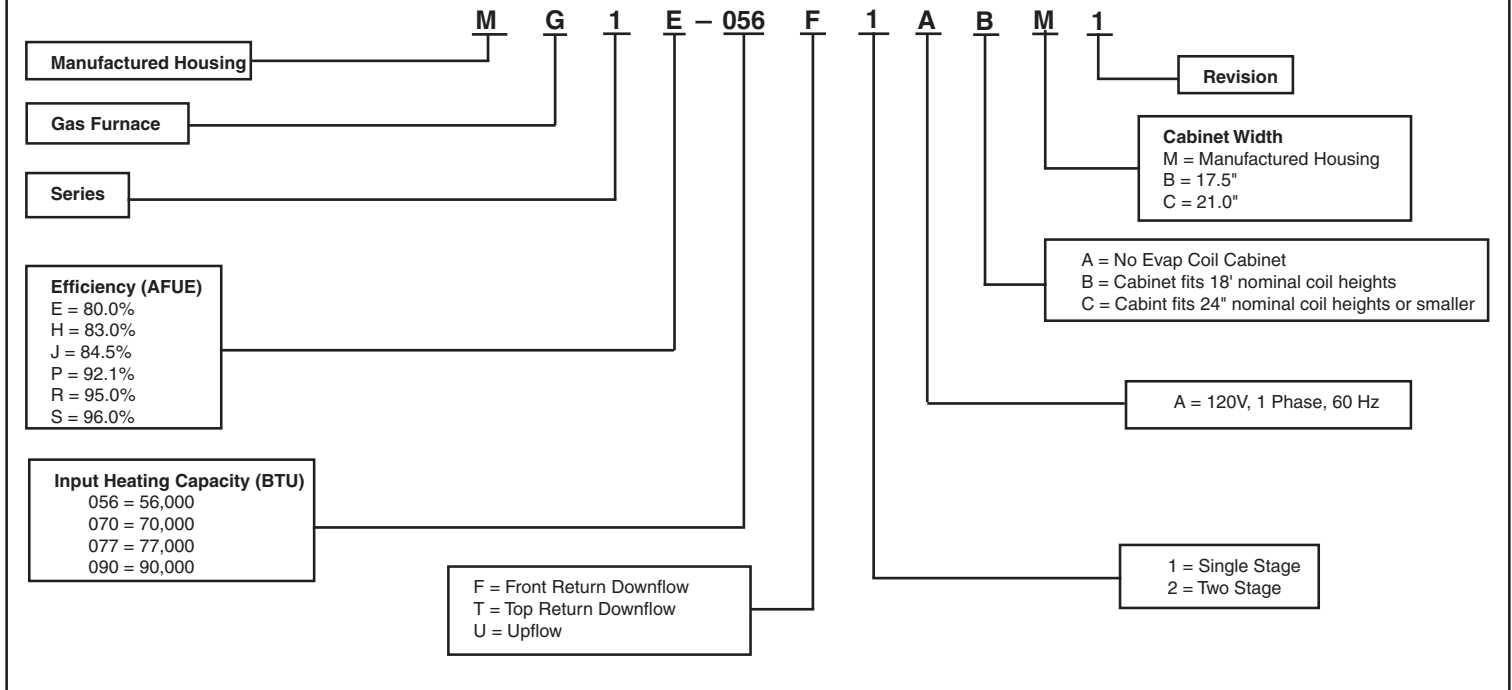 M G 1 E – 056 F 1 A B M 1
Manufactured Housing
Gas Furnace
Series
Efficiency (AFUE)
E = 80.0%
H = 83.0%
J = 84.5%
P = 92.1%
R = 95.0%
S = 96.0%
Input Heating Capacity (BTU)
056 = 56,000
070 = 70,000
077 = 77,000
090 = 90,000
F = Front Return Downflow
T = Top Return Downflow
U = Upflow
1 = Single Stage
2 = Two Stage
A = 120V, 1 Phase, 60 Hz
A = No Evap Coil Cabinet
B = Cabinet fits 18' nominal coil heights
C = Cabint fits 24" nominal coil heights or smaller
Cabinet Width
M = Manufactured Housing
B = 17.5"
C = 21.0"
Revision